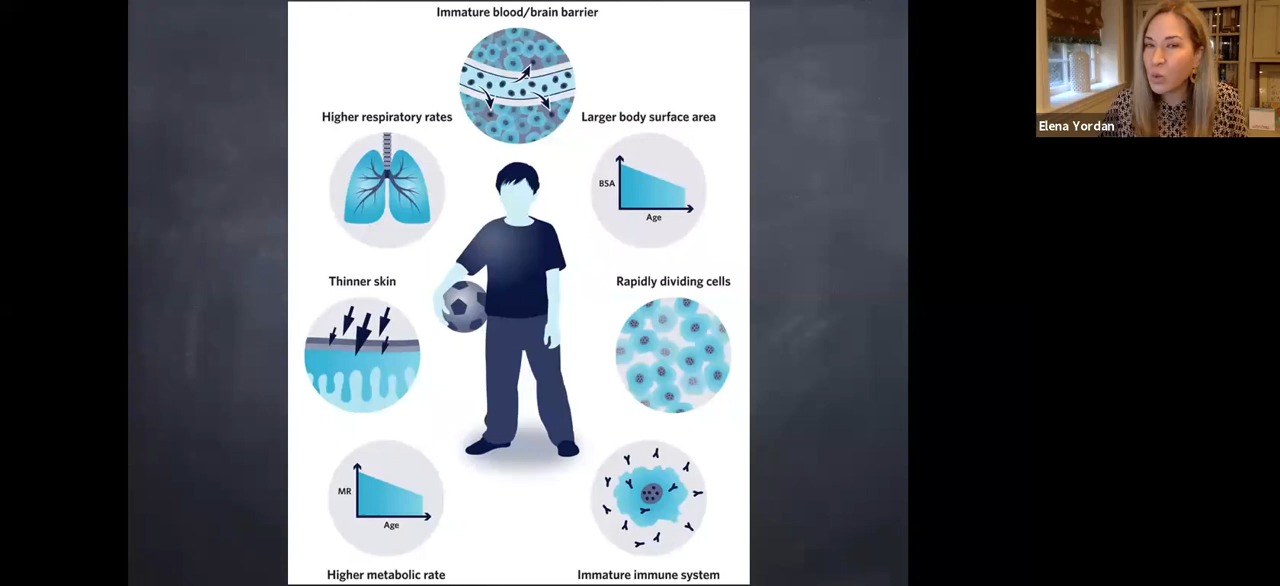 Immature blood/brain barrier
Higher respiratory rates
Larger body surface area
BSA
Age
Thinner skin
Rapidly dividing cells
MR
Age
Higher metabolic rate
Immature immune system
Elena Yordan